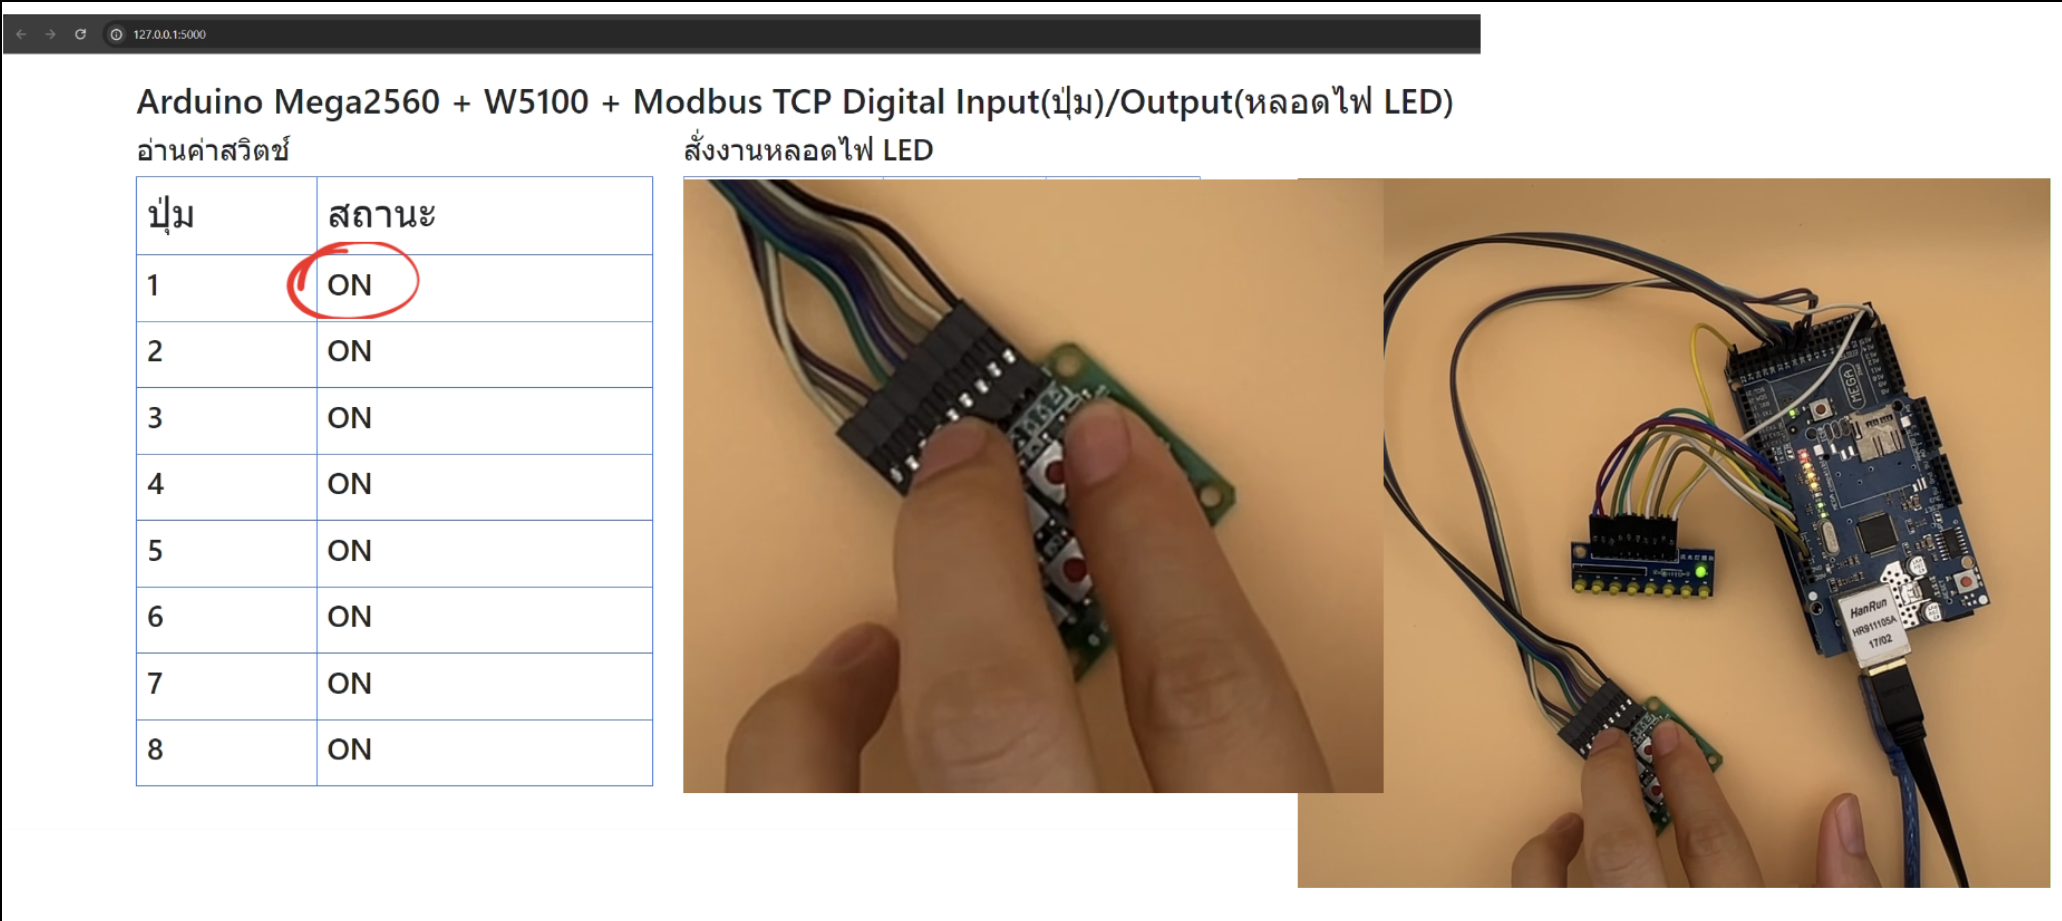 127.0.0.1:5000
Arduino Mega2560 + W5100 + Modbus TCP Digital Input(ปุ่ม)/Output(หลอดไฟ LED)
อ่านค่าสวิตช์
สั่งงานหลอดไฟ LED
ปุ่ม สถานะ
1 ON
2 ON
3 ON
4 ON
5 ON
6 ON
7 ON
8 ON
MEGA
HanRun
HR911105A
17/02